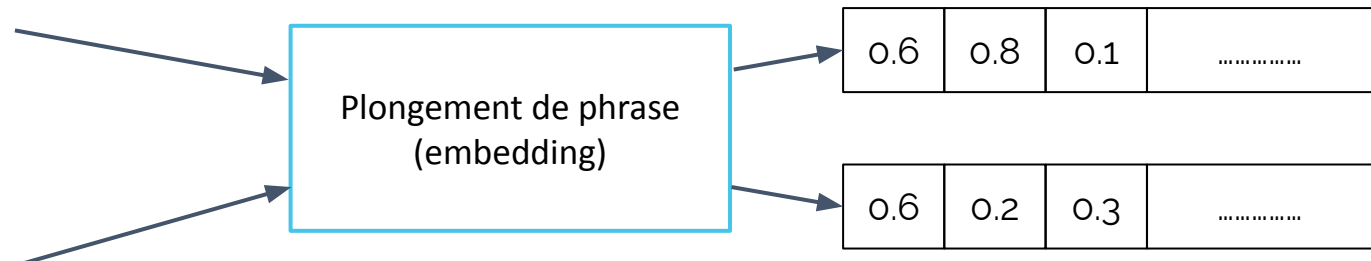 Plongement de phrase
(embedding)
0.6 0.8 0.1 ...............
0.6 0.2 0.3 ...............